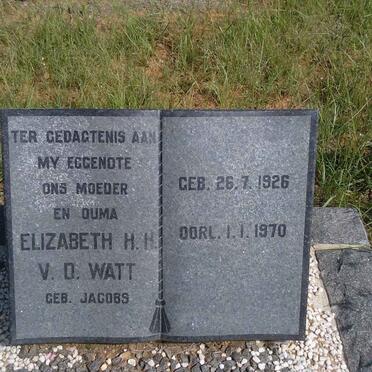 TER GEDAGTENIS AAN
MY EGGENOTE
ONS MOEDER
EN OUMA
ELIZABETH H. H.
V. D. WATT
GEB. JACOBS
GEB. 26. 7. 1926
OORL. 1. 1. 1970